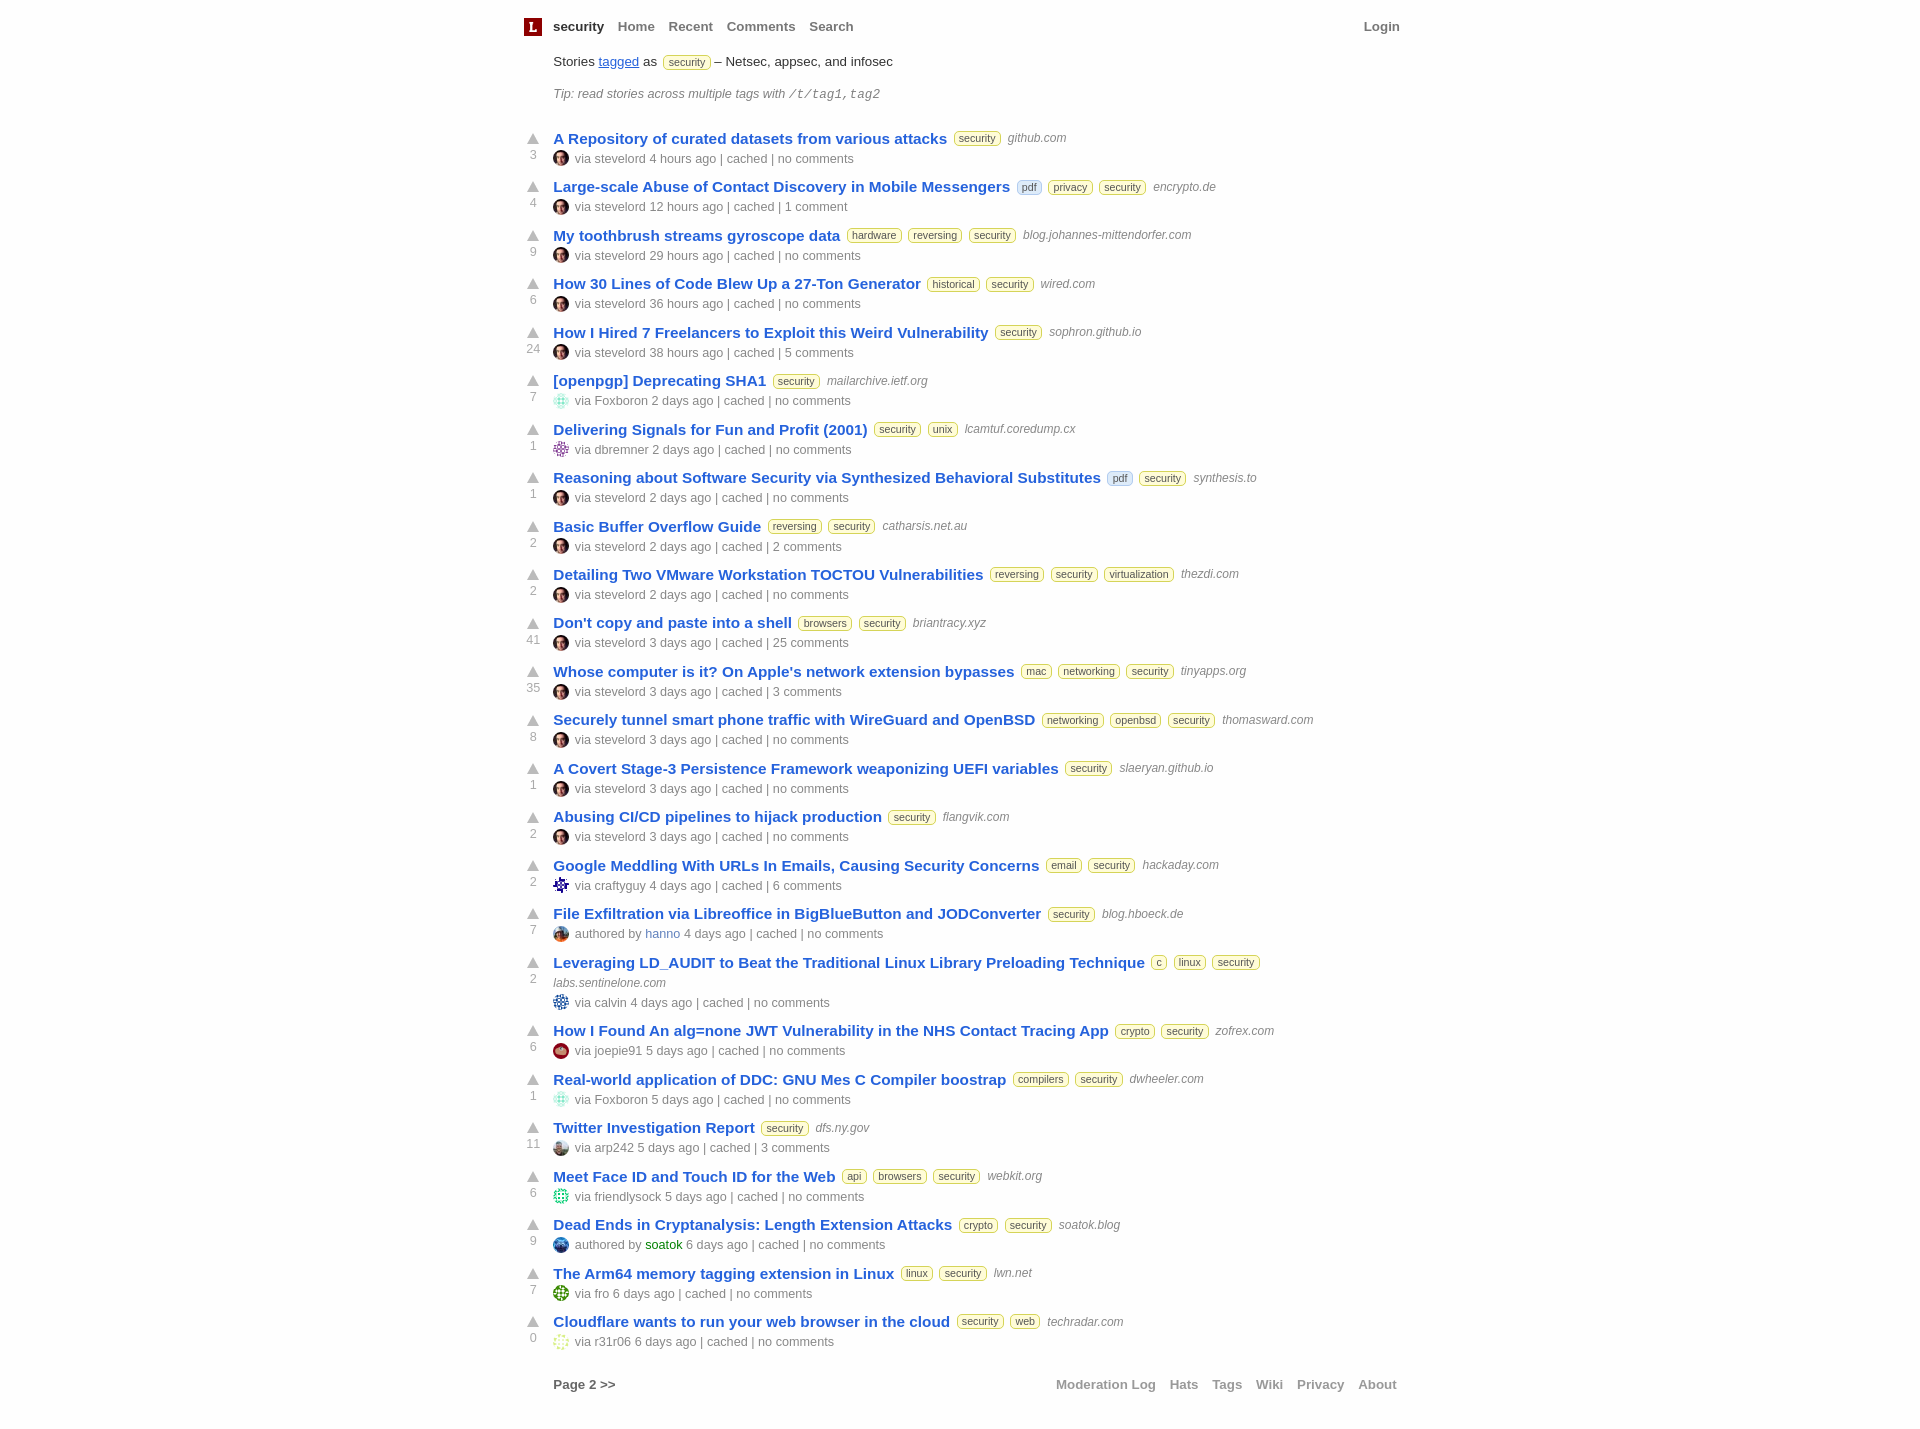 L security Home Recent Comments Search Login
Stories tagged as security – Netsec, appsec, and infosec
Tip: read stories across multiple tags with /t/tag1,tag2
A Repository of curated datasets from various attacks security github.com
3 via stevelord 4 hours ago | cached | no comments
Large-scale Abuse of Contact Discovery in Mobile Messengers pdf privacy security encrypto.de
4 via stevelord 12 hours ago | cached | 1 comment
My toothbrush streams gyroscope data hardware reversing security blog.johannes-mittendorfer.com
9 via stevelord 29 hours ago | cached | no comments
How 30 Lines of Code Blew Up a 27-Ton Generator historical security wired.com
6 via stevelord 36 hours ago | cached | no comments
How I Hired 7 Freelancers to Exploit this Weird Vulnerability security sophron.github.io
24 via stevelord 38 hours ago | cached | 5 comments
[openpgp] Deprecating SHA1 security mailarchive.ietf.org
7 via Foxboron 2 days ago | cached | no comments
Delivering Signals for Fun and Profit (2001) security unix lcamtuf.coredump.cx
1 via dbremner 2 days ago | cached | no comments
Reasoning about Software Security via Synthesized Behavioral Substitutes pdf security synthesis.to
1 via stevelord 2 days ago | cached | no comments
Basic Buffer Overflow Guide reversing security catharsis.net.au
2 via stevelord 2 days ago | cached | 2 comments
Detailing Two VMware Workstation TOCTOU Vulnerabilities reversing security virtualization thezdi.com
2 via stevelord 2 days ago | cached | no comments
Don't copy and paste into a shell browsers security briantracy.xyz
41 via stevelord 3 days ago | cached | 25 comments
Whose computer is it? On Apple's network extension bypasses mac networking security tinyapps.org
35 via stevelord 3 days ago | cached | 3 comments
Securely tunnel smart phone traffic with WireGuard and OpenBSD networking openbsd security thomasward.com
8 via stevelord 3 days ago | cached | no comments
A Covert Stage-3 Persistence Framework weaponizing UEFI variables security slaeryan.github.io
1 via stevelord 3 days ago | cached | no comments
Abusing CI/CD pipelines to hijack production security flangvik.com
2 via stevelord 3 days ago | cached | no comments
Google Meddling With URLs In Emails, Causing Security Concerns email security hackaday.com
2 via craftyguy 4 days ago | cached | 6 comments
File Exfiltration via Libreoffice in BigBlueButton and JODConverter security blog.hboeck.de
7 authored by hanno 4 days ago | cached | no comments
Leveraging LD_AUDIT to Beat the Traditional Linux Library Preloading Technique c linux security
2 labs.sentinelone.com
via calvin 4 days ago | cached | no comments
How I Found An alg=none JWT Vulnerability in the NHS Contact Tracing App crypto security zofrex.com
6 via joepie91 5 days ago | cached | no comments
Real-world application of DDC: GNU Mes C Compiler boostrap compilers security dwheeler.com
1 via Foxboron 5 days ago | cached | no comments
Twitter Investigation Report security dfs.ny.gov
11 via arp242 5 days ago | cached | 3 comments
Meet Face ID and Touch ID for the Web api browsers security webkit.org
6 via friendlysock 5 days ago | cached | no comments
Dead Ends in Cryptanalysis: Length Extension Attacks crypto security soatok.blog
9 authored by soatok 6 days ago | cached | no comments
The Arm64 memory tagging extension in Linux linux security lwn.net
7 via fro 6 days ago | cached | no comments
Cloudflare wants to run your web browser in the cloud security web techradar.com
0 via r31r06 6 days ago | cached | no comments
Page 2 >> Moderation Log Hats Tags Wiki Privacy About